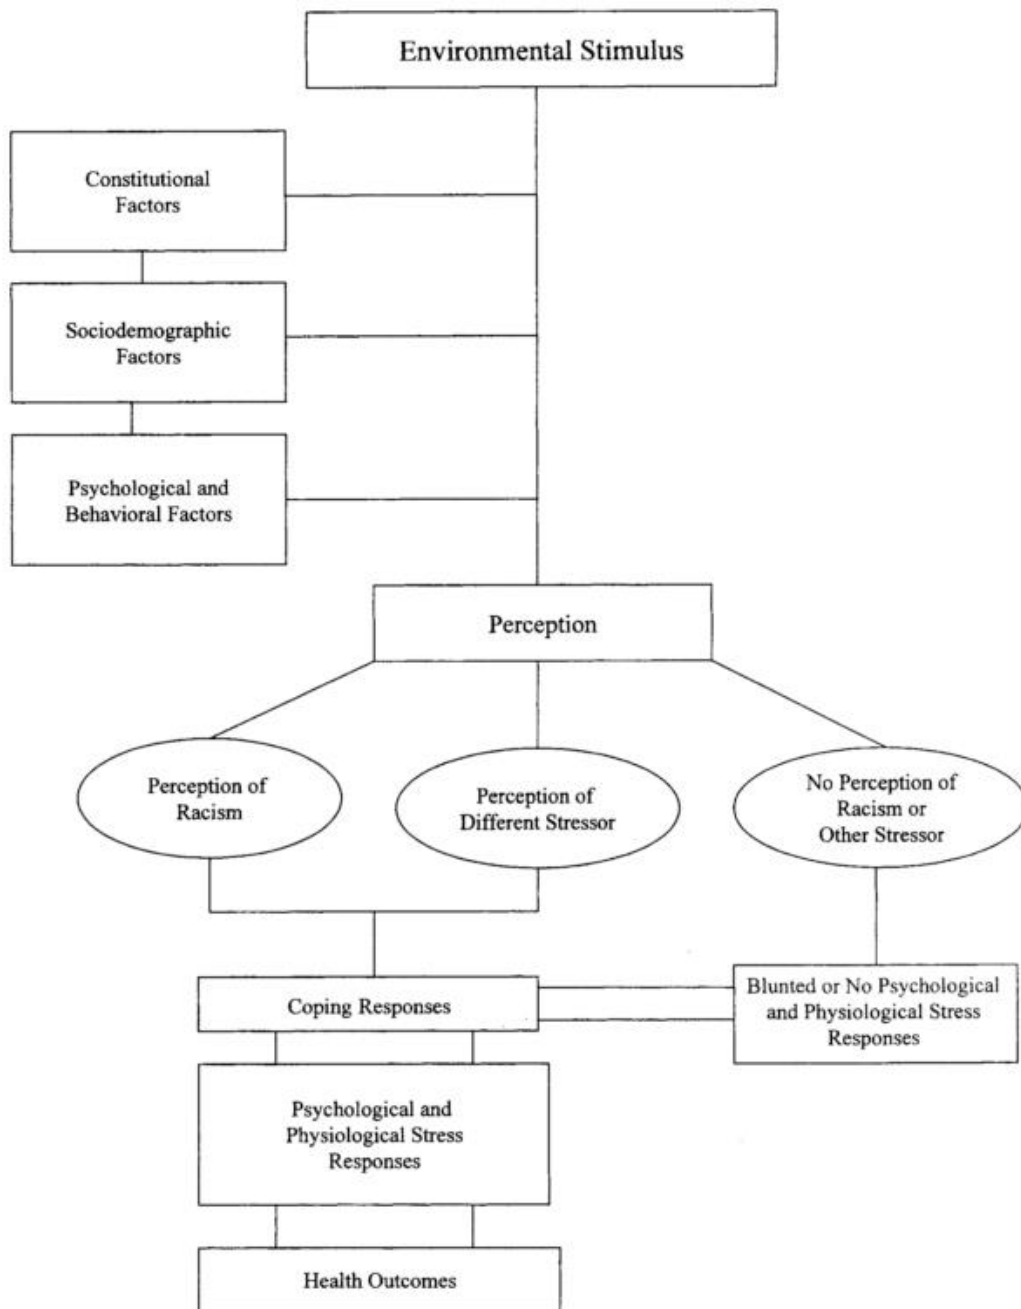 Environmental Stimulus
Constitutional
Factors
Sociodemographic
Factors
Psychological and
Behavioral Factors
Perception
Perception of
Racism
Perception of
Different Stressor
No Perception of
Racism or
Other Stressor
Coping Responses
Blunted or No Psychological
and Physiological Stress
Responses
Psychological and
Physiological Stress
Responses
Health Outcomes